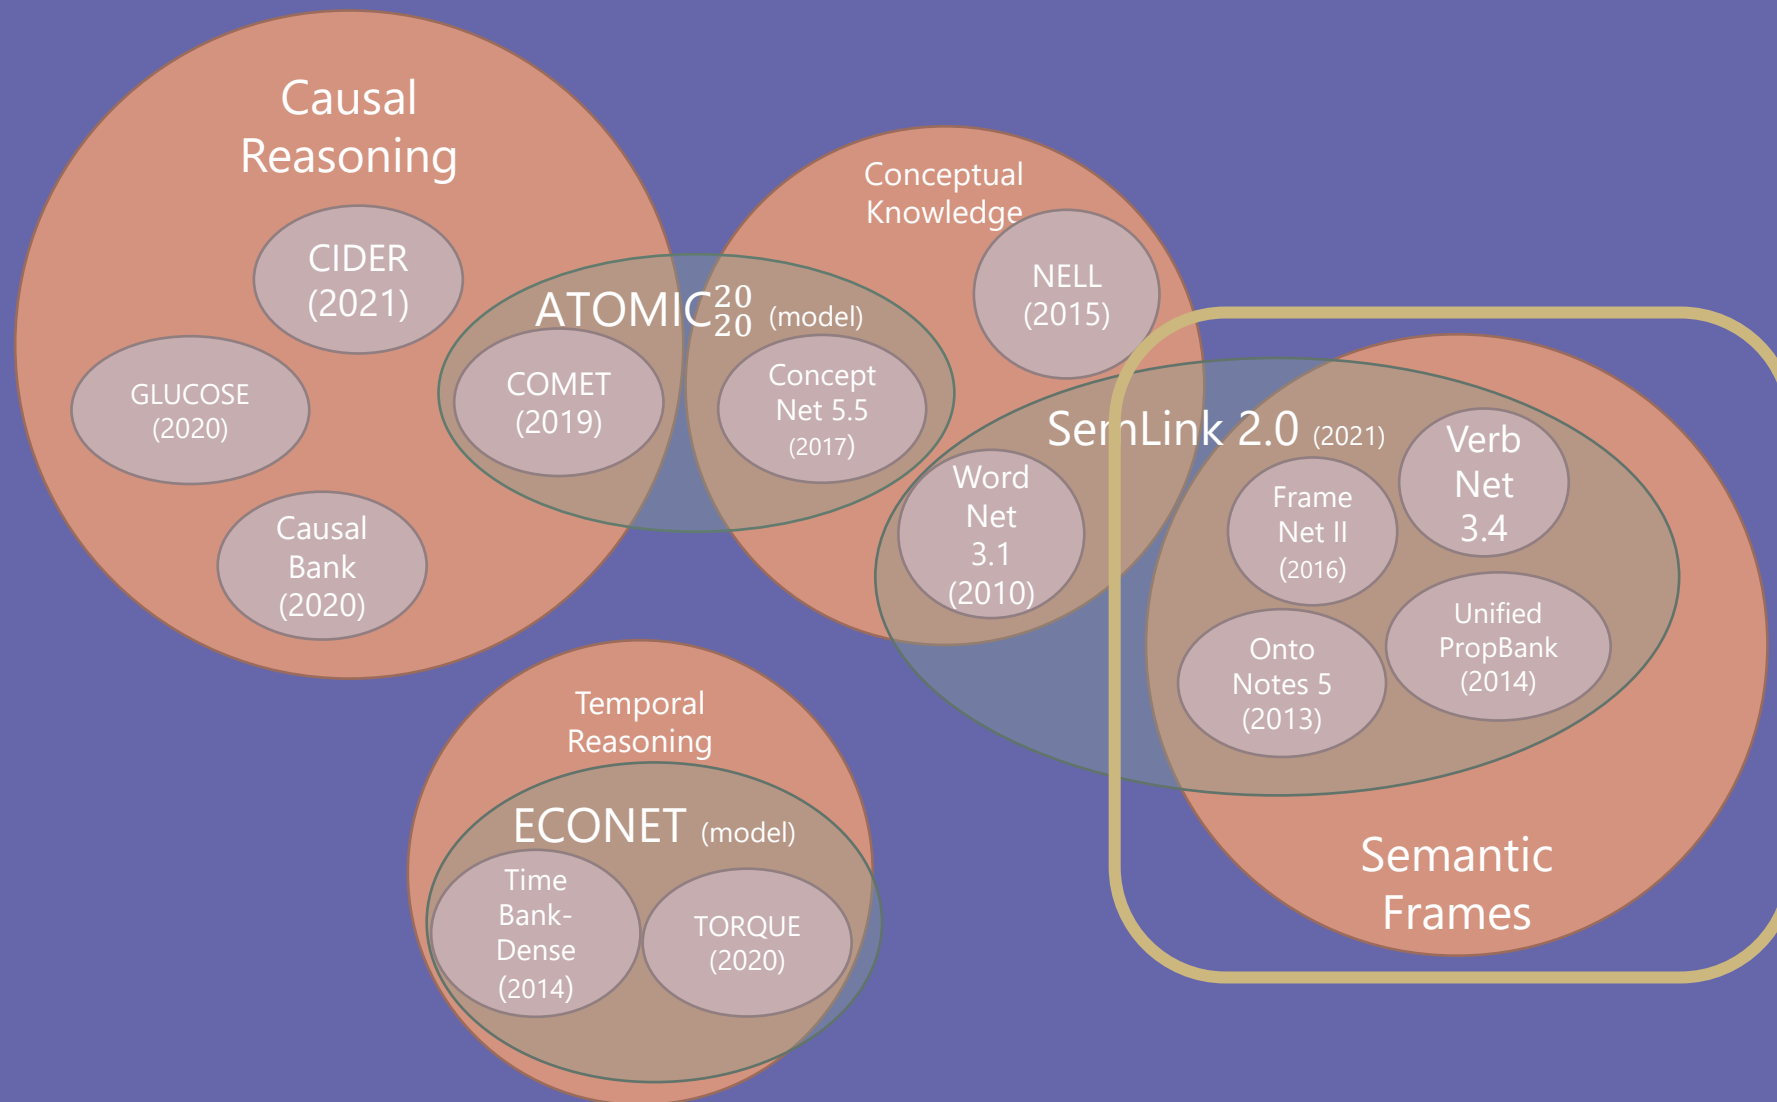 Causal
Reasoning
CIDER
(2021)
GLUCOSE
(2020)
Causal
Bank
(2020)
ATOMIC²⁰₂₀ (model)
COMET
(2019)
Concept
Net 5.5
(2017)
Conceptual
Knowledge
NELL
(2015)
SemLink 2.0 (2021)
Word
Net
3.1
(2010)
Frame
Net II
(2016)
Verb
Net
3.4
Onto
Notes 5
(2013)
Unified
PropBank
(2014)
Semantic
Frames
Temporal
Reasoning
ECONET (model)
Time
Bank-
Dense
(2014)
TORQUE
(2020)